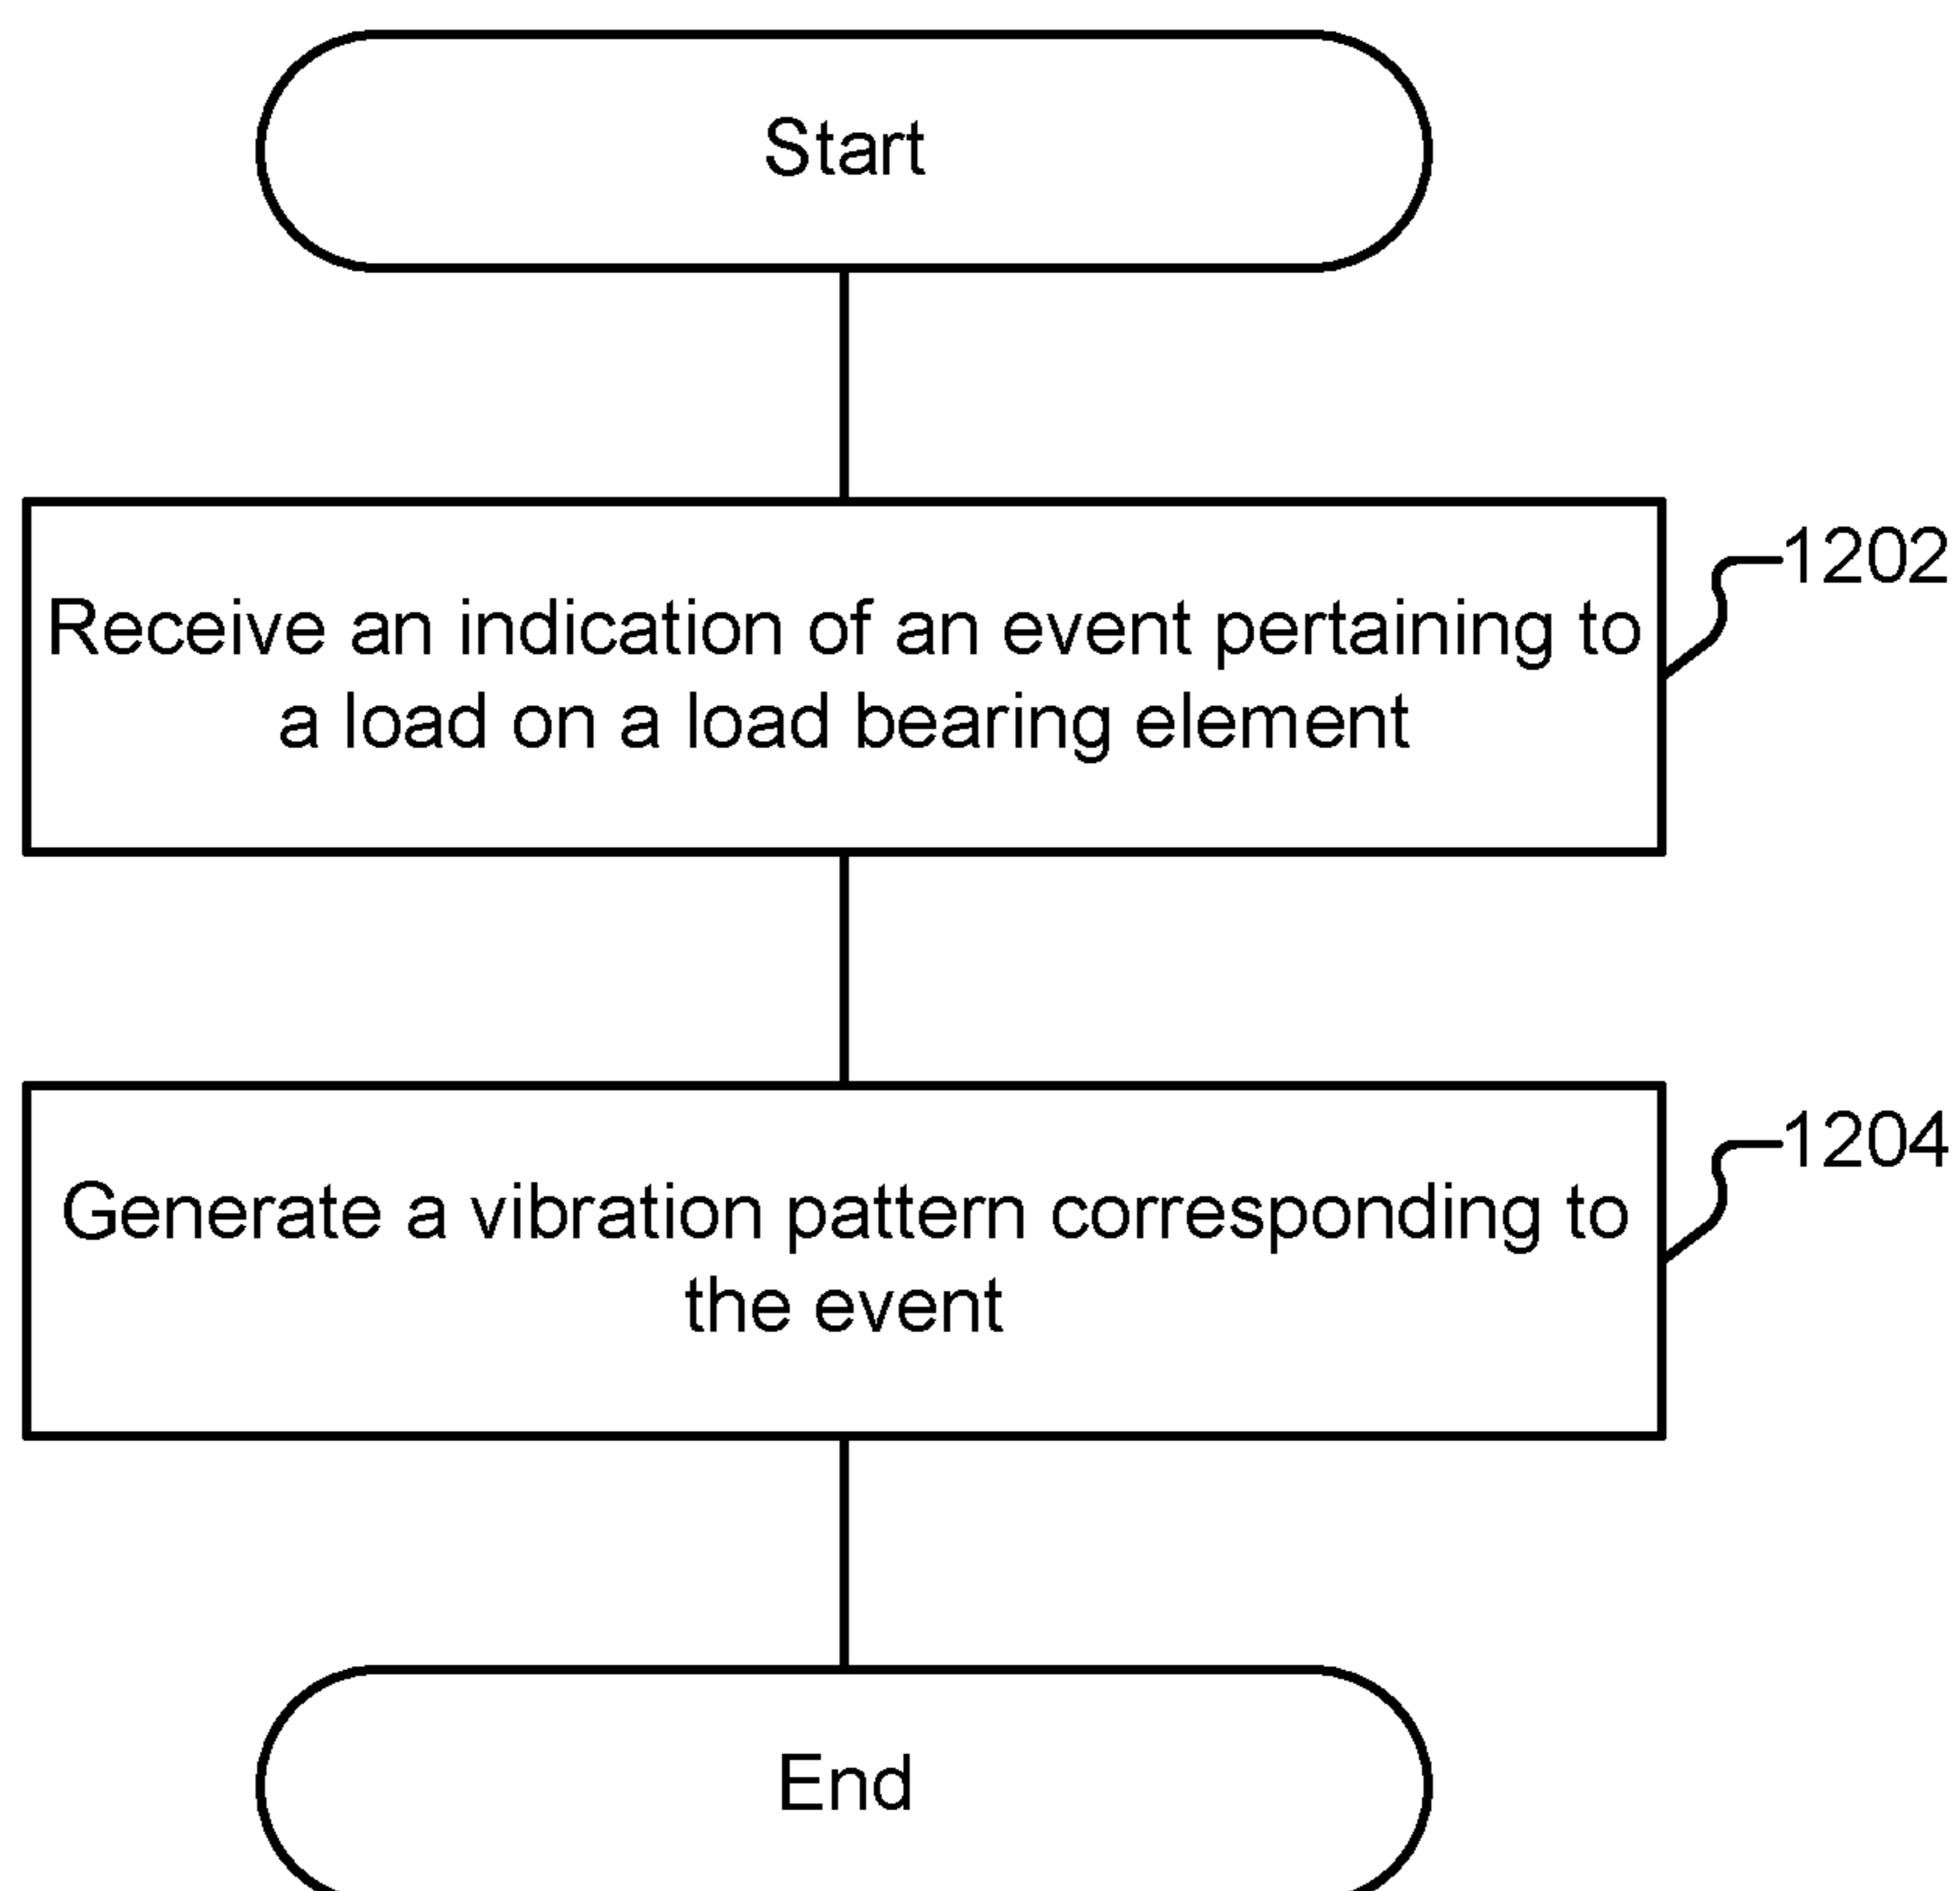 Start
1202
Receive an indication of an event pertaining to
a load on a load bearing element
1204
Generate a vibration pattern corresponding to
the event
End